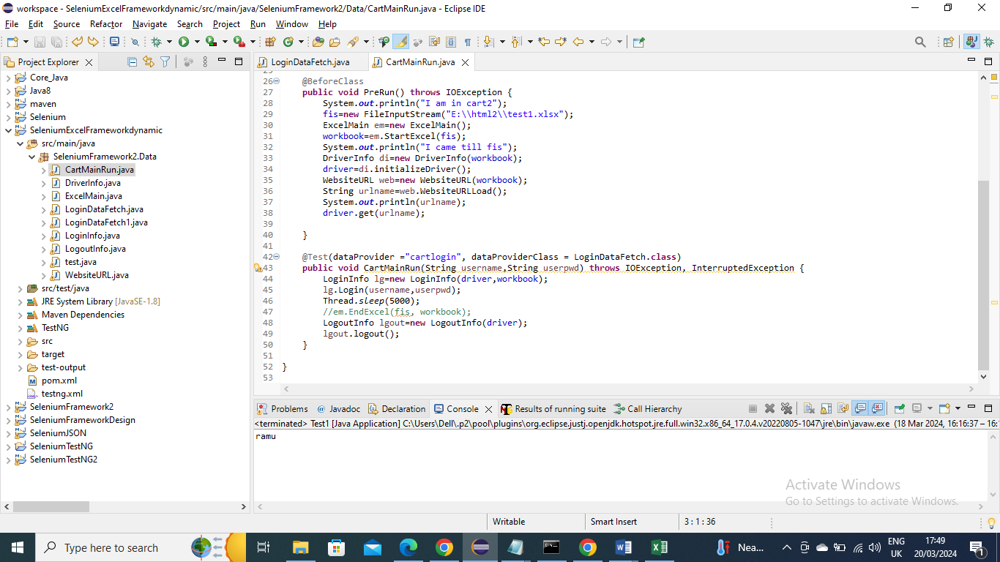 workspace - SeleniumExcelFrameworkdynamic/src/main/java/SeleniumFramework2/Data/CartMainRun.java - Eclipse IDE
File Edit Source Refactor Navigate Search Project Run Window Help
Project Explorer
Core_Java
Java8
maven
Selenium
SeleniumExcelFrameworkdynamic
src/main/java
SeleniumFramework2.Data
CartMainRun.java
DriverInfo.java
ExcelMain.java
LoginDataFetch.java
LoginDataFetch1.java
LoginInfo.java
LogoutInfo.java
test.java
WebsiteURL.java
src/test/java
JRE System Library [JavaSE-1.8]
Maven Dependencies
TestNG
src
target
test-output
pom.xml
testng.xml
SeleniumFramework2
SeleniumFrameworkDesign
SeleniumJSON
SeleniumTestNG
SeleniumTestNG2
LoginDataFetch.java CartMainRun.java
25
26 @BeforeClass
27 public void PreRun() throws IOException {
28 System.out.println("I am in cart2");
29 fis=new FileInputStream("E:\\html2\\test1.xlsx");
30 ExcelMain em=new ExcelMain();
31 workbook=em.StartExcel(fis);
32 System.out.println("I came till fis");
33 DriverInfo di=new DriverInfo(workbook);
34 driver=di.initializeDriver();
35 WebsiteURL web=new WebsiteURL(workbook);
36 String urlname=web.WebsiteURLLoad();
37 System.out.println(urlname);
38 driver.get(urlname);
39
40 }
41
42 @Test(dataProvider ="cartlogin", dataProviderClass = LoginDataFetch.class)
43 public void CartMainRun(String username,String userpwd) throws IOException, InterruptedException {
44 LoginInfo lg=new LoginInfo(driver,workbook);
45 lg.Login(username,userpwd);
46 Thread.sleep(5000);
47 //em.EndExcel(fis, workbook);
48 LogoutInfo lgout=new LogoutInfo(driver);
49 lgout.logout();
50 }
51
52 }
53
Problems Javadoc Declaration Console Results of running suite Call Hierarchy
<terminated> Test1 [Java Application] C:\Users\Dell\.p2\pool\plugins\org.eclipse.justj.openjdk.hotspot.jre.full.win32.x86_64_17.0.4.v20220805-1047\jre\bin\javaw.exe (18 Mar 2024, 16:16:37 – 16:
ramu
Activate Windows
Go to Settings to activate Windows.
Writable Smart Insert 3 : 1 : 36
Type here to search
Nea...
ENG
UK
17:49
20/03/2024
1